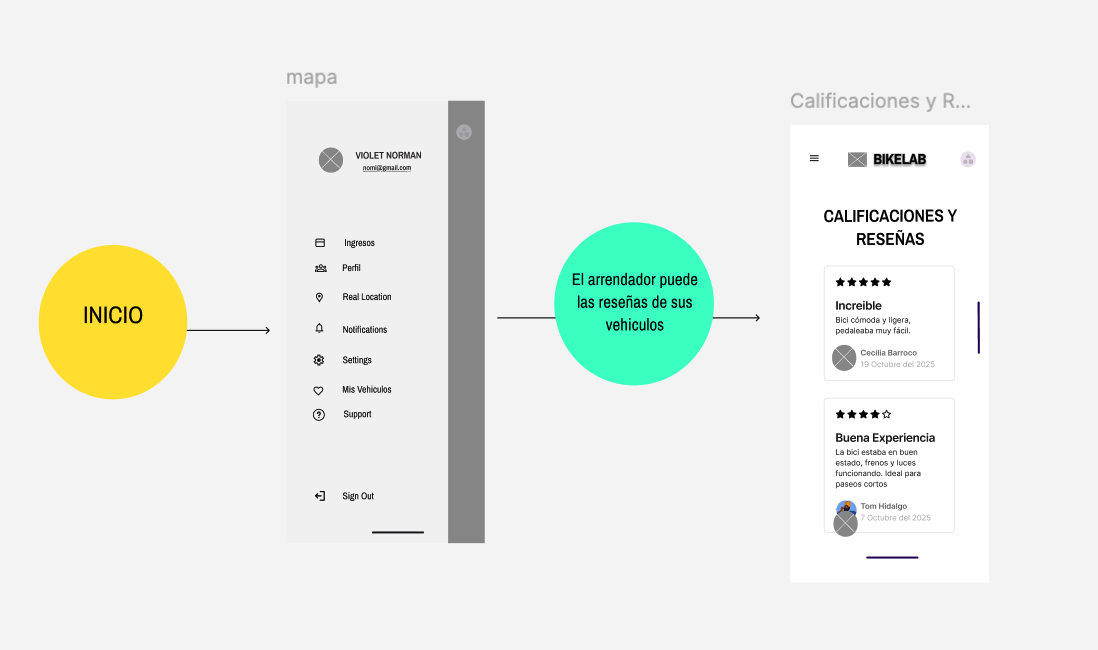 mapa
Calificaciones y R...
INICIO
VIOLET NORMAN
nomi@gmail.com
Ingresos
Perfil
Real Location
Notifications
Settings
Mis Vehiculos
Support
Sign Out
El arrendador puede
las reseñas de sus
vehiculos
BIKELAB
CALIFICACIONES Y
RESEÑAS
Increible
Bici cómoda y ligera,
pedaleaba muy fácil.
Cecilia Barroco
19 Octubre del 2025
Buena Experiencia
La bici estaba en buen
estado, frenos y luces
funcionando. Ideal para
paseos cortos
Tom Hidalgo
7 Octubre del 2025